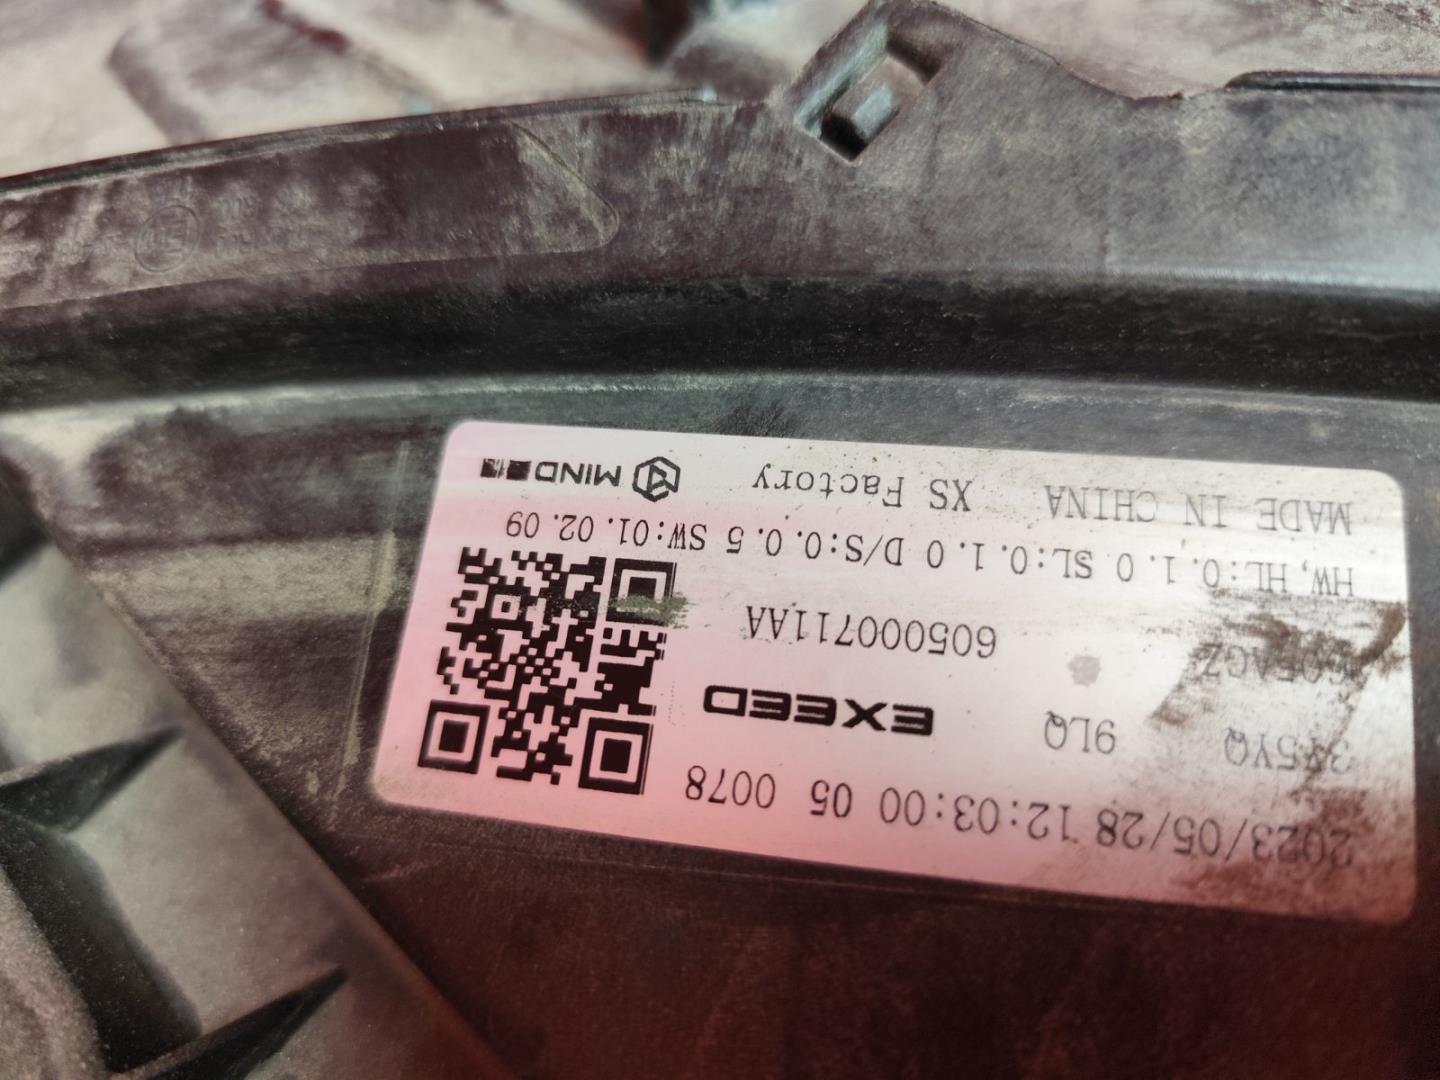 2023/05/28 12:03:00 05 0078
9LQ
EXEED
605000711AA
HW, HL:0.1.0 SL:0.1.0 D/S:0.0.5 SW:01.02.09
MADE IN CHINA XS Factory MIND